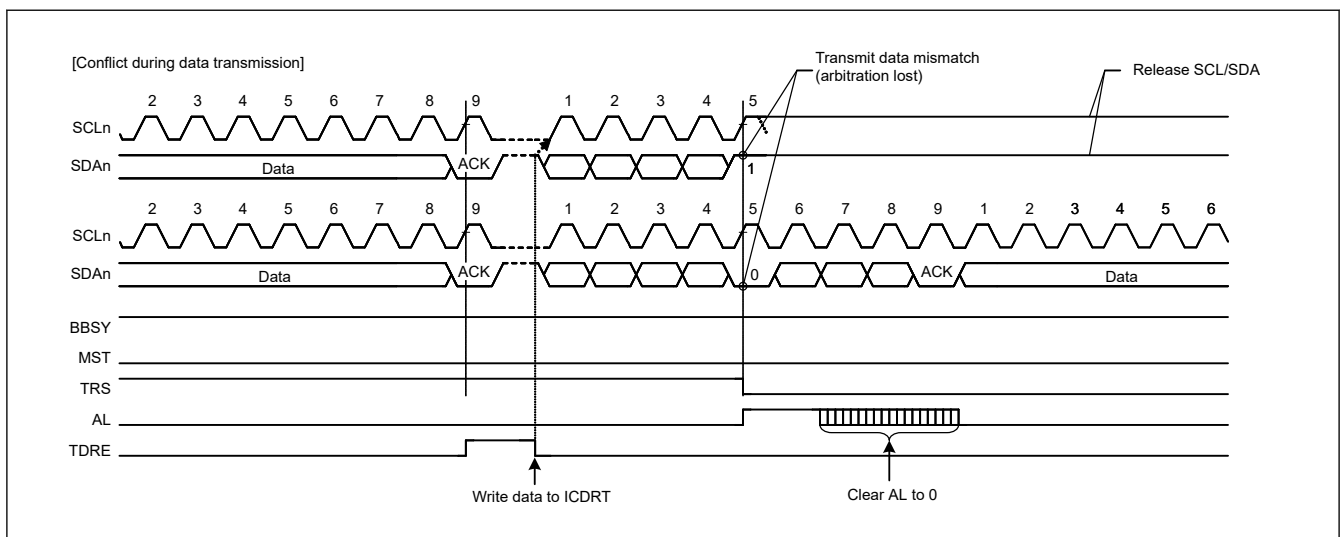 [Conflict during data transmission]
Transmit data mismatch
(arbitration lost)
Release SCL/SDA
2 3 4 5 6 7 8 9 1 2 3 4 5
SCLn
SDAn
Data
ACK
1
2 3 4 5 6 7 8 9 1 2 3 4 5 6 7 8 9 1 2 3 4 5 6
SCLn
SDAn
Data
ACK
0
ACK
Data
BBSY
MST
TRS
AL
TDRE
Write data to ICDRT
Clear AL to 0